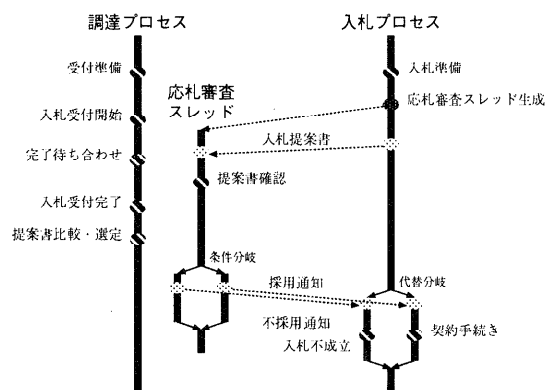 調達プロセス
入札プロセス
受付準備
入札準備
応札審査
スレッド
応札審査スレッド生成
入札受付開始
入札提案書
完了待ち合わせ
提案書確認
入札受付完了
提案書比較・選定
条件分岐
採用通知
代替分岐
不採用通知
契約手続き
入札不成立